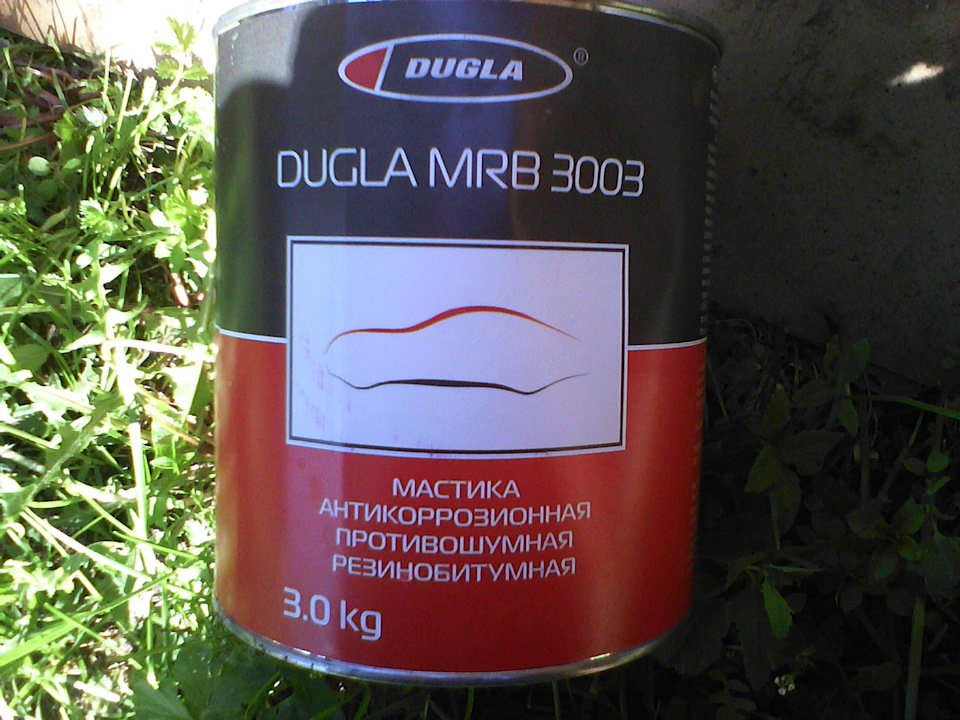 DUGLA ®
DUGLA MRB 3003
МАСТИКА
АНТИКОРРОЗИОННАЯ
ПРОТИВОШУМНАЯ
РЕЗИНОБИТУМНАЯ
3.0 kg